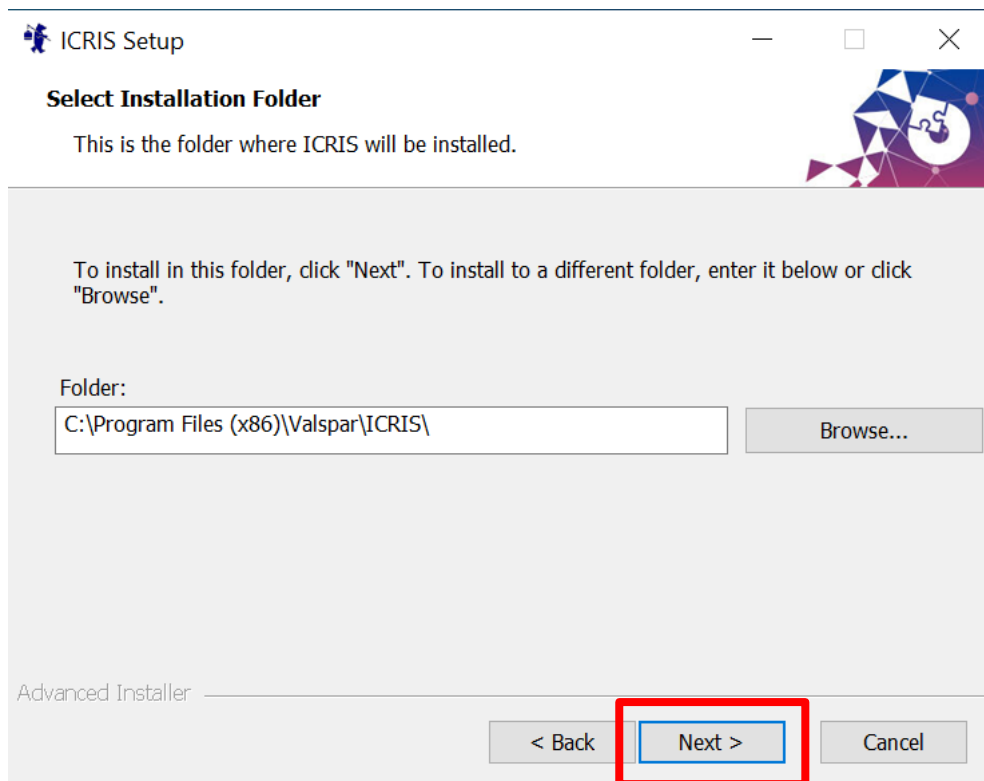 ICRIS Setup
Select Installation Folder
This is the folder where ICRIS will be installed.
To install in this folder, click "Next". To install to a different folder, enter it below or click
"Browse".
Folder:
C:\Program Files (x86)\Valspar\ICRIS\
Browse...
Advanced Installer
< Back
Next >
Cancel